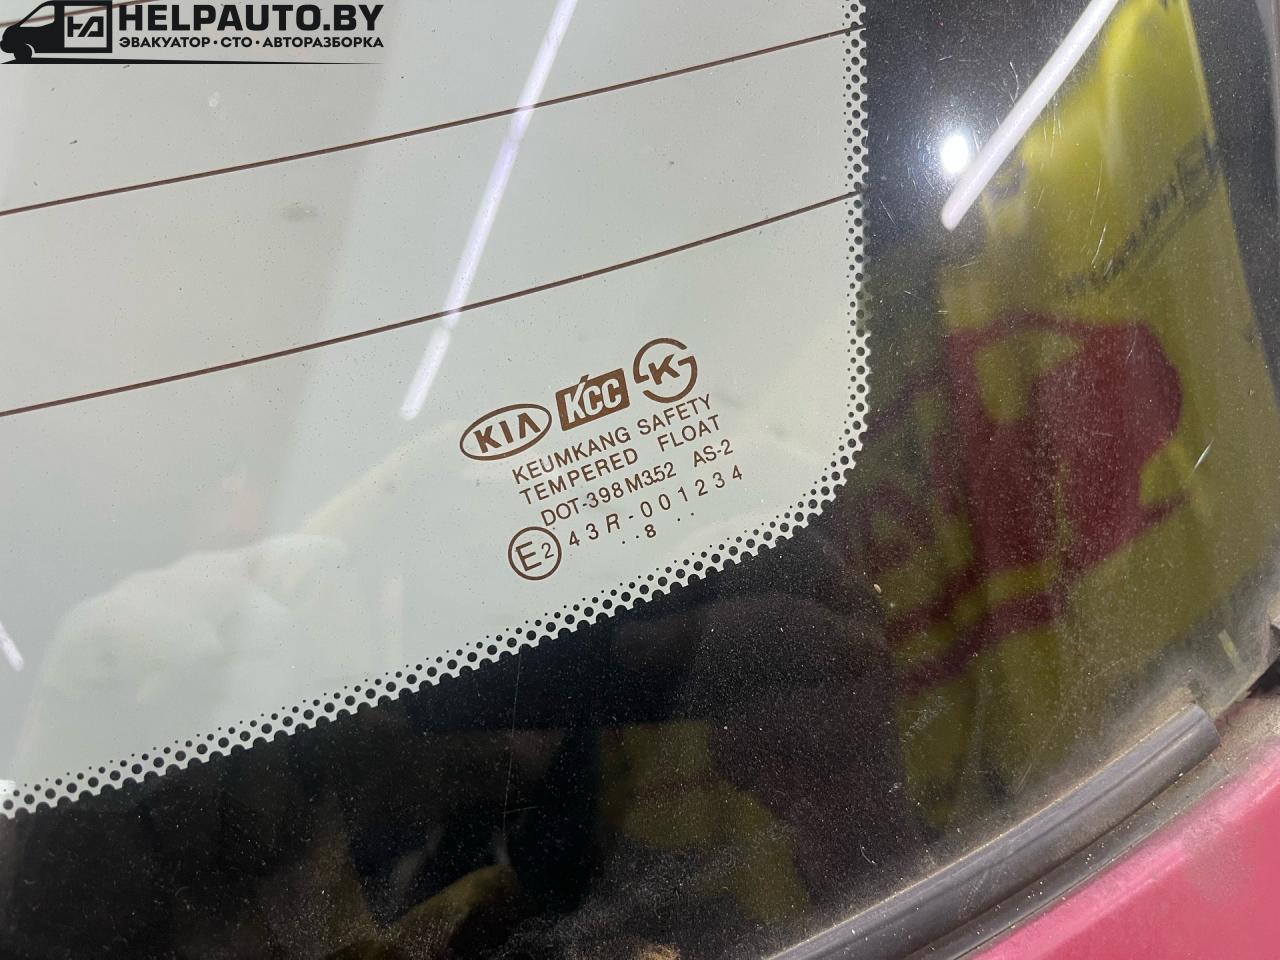 HELPAUTO.BY
ЭВАКУАТОР · СТО · АВТОРАЗБОРКА
KIA KCC K
KEUMKANG SAFETY
TEMPERED FLOAT
DOT-398 M352 AS-2
E2 43R-001234
..8 ..